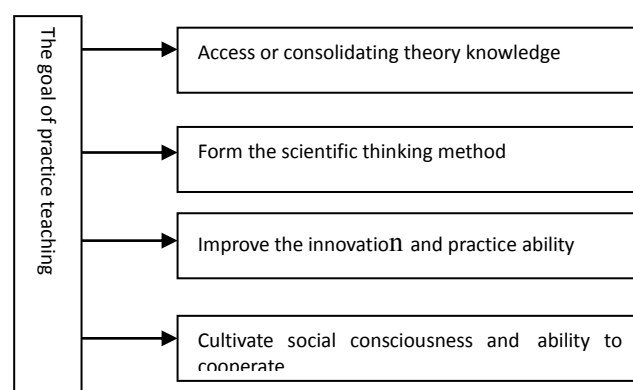 The goal of practice teaching
Access or consolidating theory knowledge
Form the scientific thinking method
Improve the innovation and practice ability
Cultivate social consciousness and ability to
cooperate